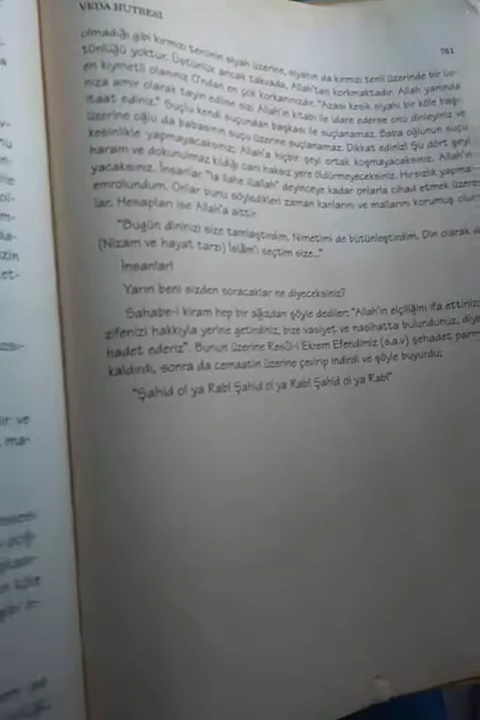 VEDA HUTBESİ
761
olmadığı gibi kırmızı tenlinin siyah üzerine, siyahın da kırmızı tenli üzerinde bir üs-
tünlüğü yoktur. Üstünlük ancak takvada, Allah'tan korkmaktadır. Allah yanında
en kıymetli olanınız O'ndan en çok korkanınızdır. "Azası kesik siyahi bir köle başı-
nıza amir olarak tayin edilse sizi Allah'ın kitabı ile idare ederse onu dinleyiniz ve
itaat ediniz." Suçlu kendi suçundan başkası ile suçlanamaz. Baba oğlunun suçu
üzerine oğlu da babasının suçu üzerine suçlanamaz. Dikkat ediniz! Şu dört şeyi
kesinlikle yapmayacaksınız; Allah'a hiçbir şeyi ortak koşmayacaksınız. Allah'ın
haram ve dokunulmaz kıldığı canı haksız yere öldürmeyeceksiniz. Hırsızlık yapma-
yacaksınız. İnsanlar "la ilahe illallah" deyinceye kadar onlarla cihad etmek üzere
emrolundum. Onlar bunu söyledikleri zaman kanlarını ve mallarını korumuş olur-
lar. Hesapları ise Allah'a aittir.
"Bugün dininizi size tamlaştırdım. Nimetimi de bütünleştirdim. Din olarak d
(Nizam ve hayat tarzı) İslâm'ı seçtim size..."
İnsanlar!
Yarın beni sizden soracaklar ne diyeceksiniz?
Sahabe-i kiram hep bir ağızdan şöyle dediler; "Allah'ın elçiliğini ifa ettiniz;
zifenizi hakkıyla yerine getirdiniz, bize vasiyet ve nasihatta bulundunuz, diye
hadet ederiz". Bunun üzerine Resûl-i Ekrem Efendimiz (s.a.v) şehadet parm
kaldırdı, sonra da cemaatin üzerine çevirip indirdi ve şöyle buyurdu;
"Şahid ol ya Rab! Şahid ol ya Rab! Şahid ol ya Rab!"